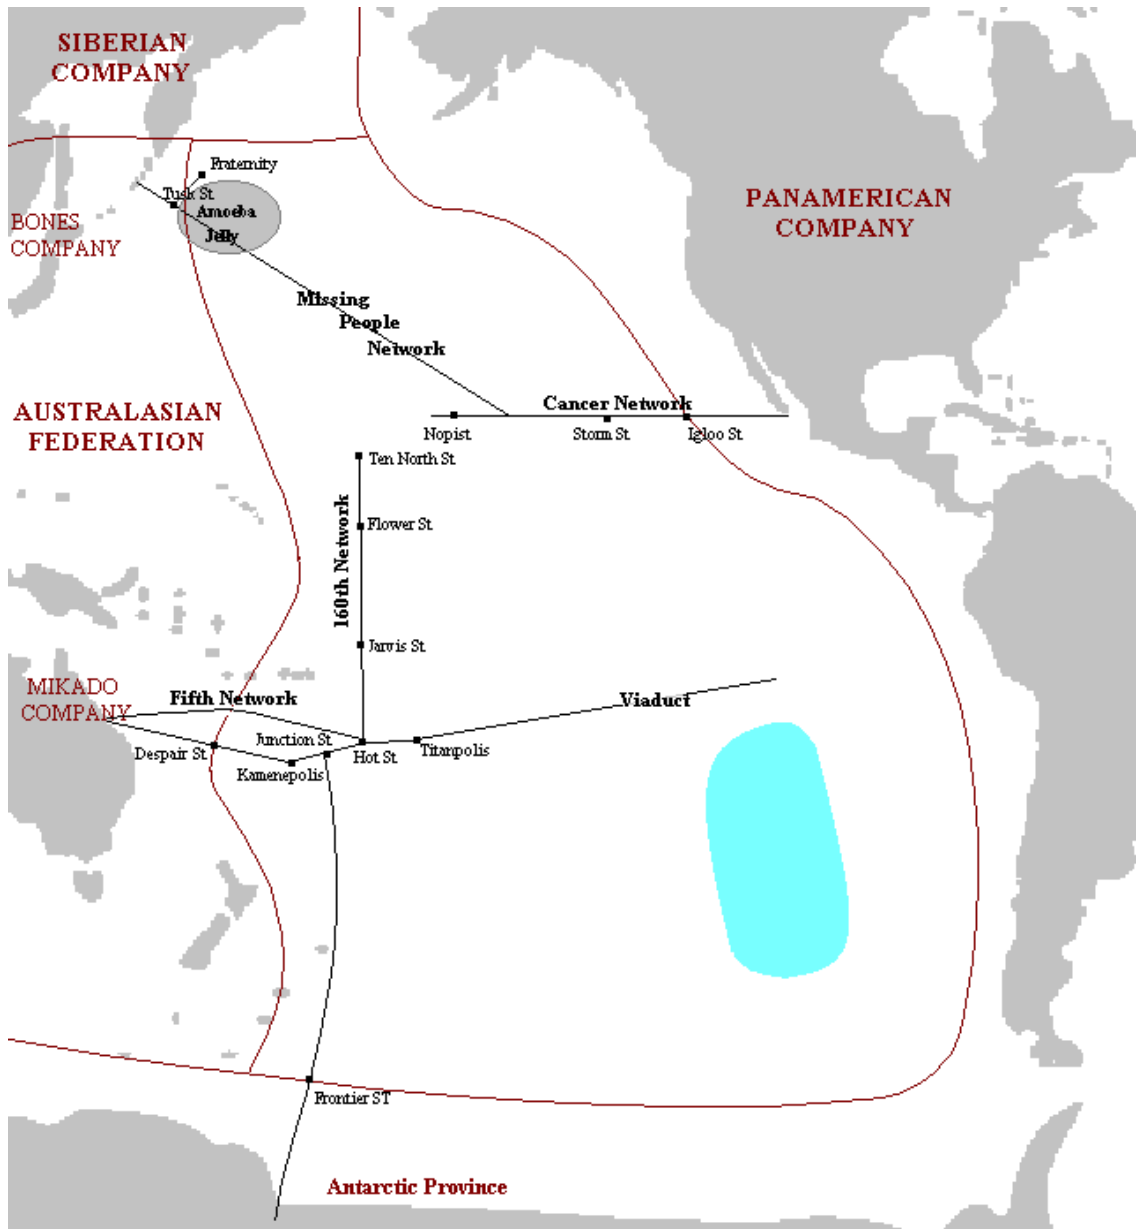 SIBERIAN
COMPANY
Fraternity
Tusk St.
Amoeba
Jelly
BONES
COMPANY
PANAMERICAN
COMPANY
Missing
People
Network
AUSTRALASIAN
FEDERATION
Cancer Network
Nopist
Storm St.
Igloo St.
Ten North St.
Flower St.
160th Network
Jarvis St.
MIKADO
COMPANY
Fifth Network
Viaduct
Junction St.
Despair St.
Hot St.
Titanpolis
Kamenepolis
Frontier ST
Antarctic Province